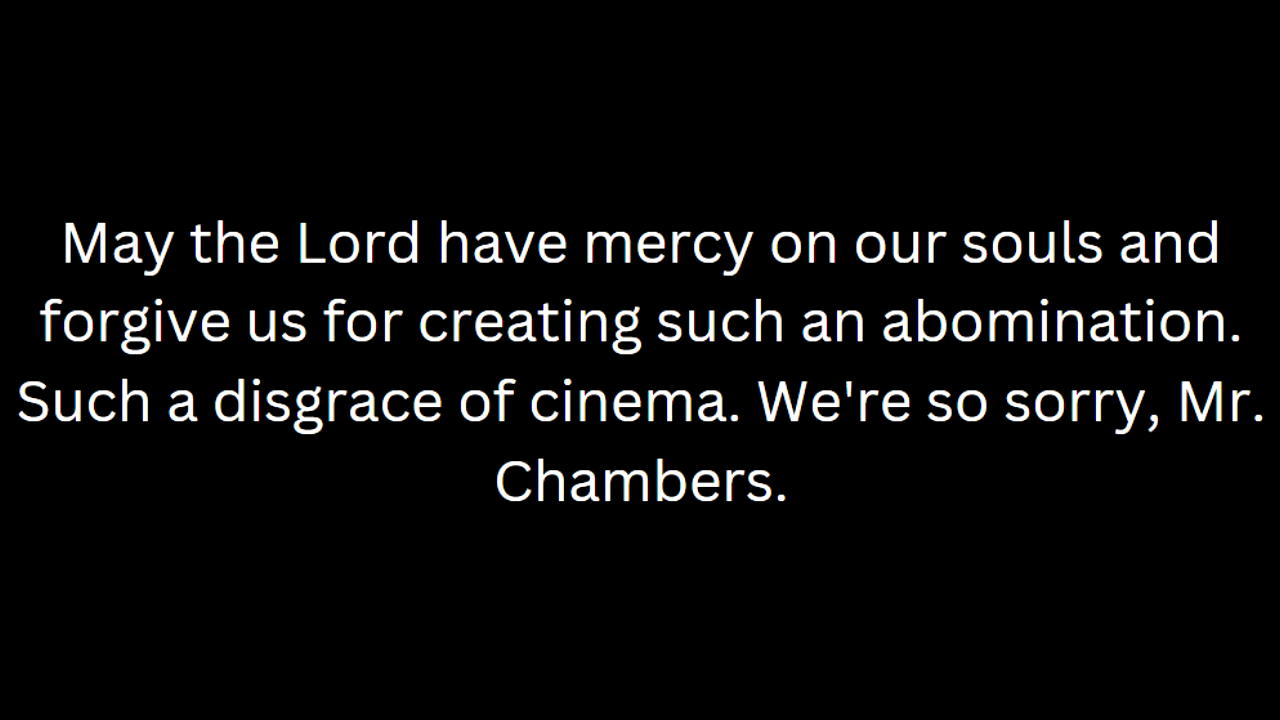 May the Lord have mercy on our souls and
forgive us for creating such an abomination.
Such a disgrace of cinema. We're so sorry, Mr.
Chambers.